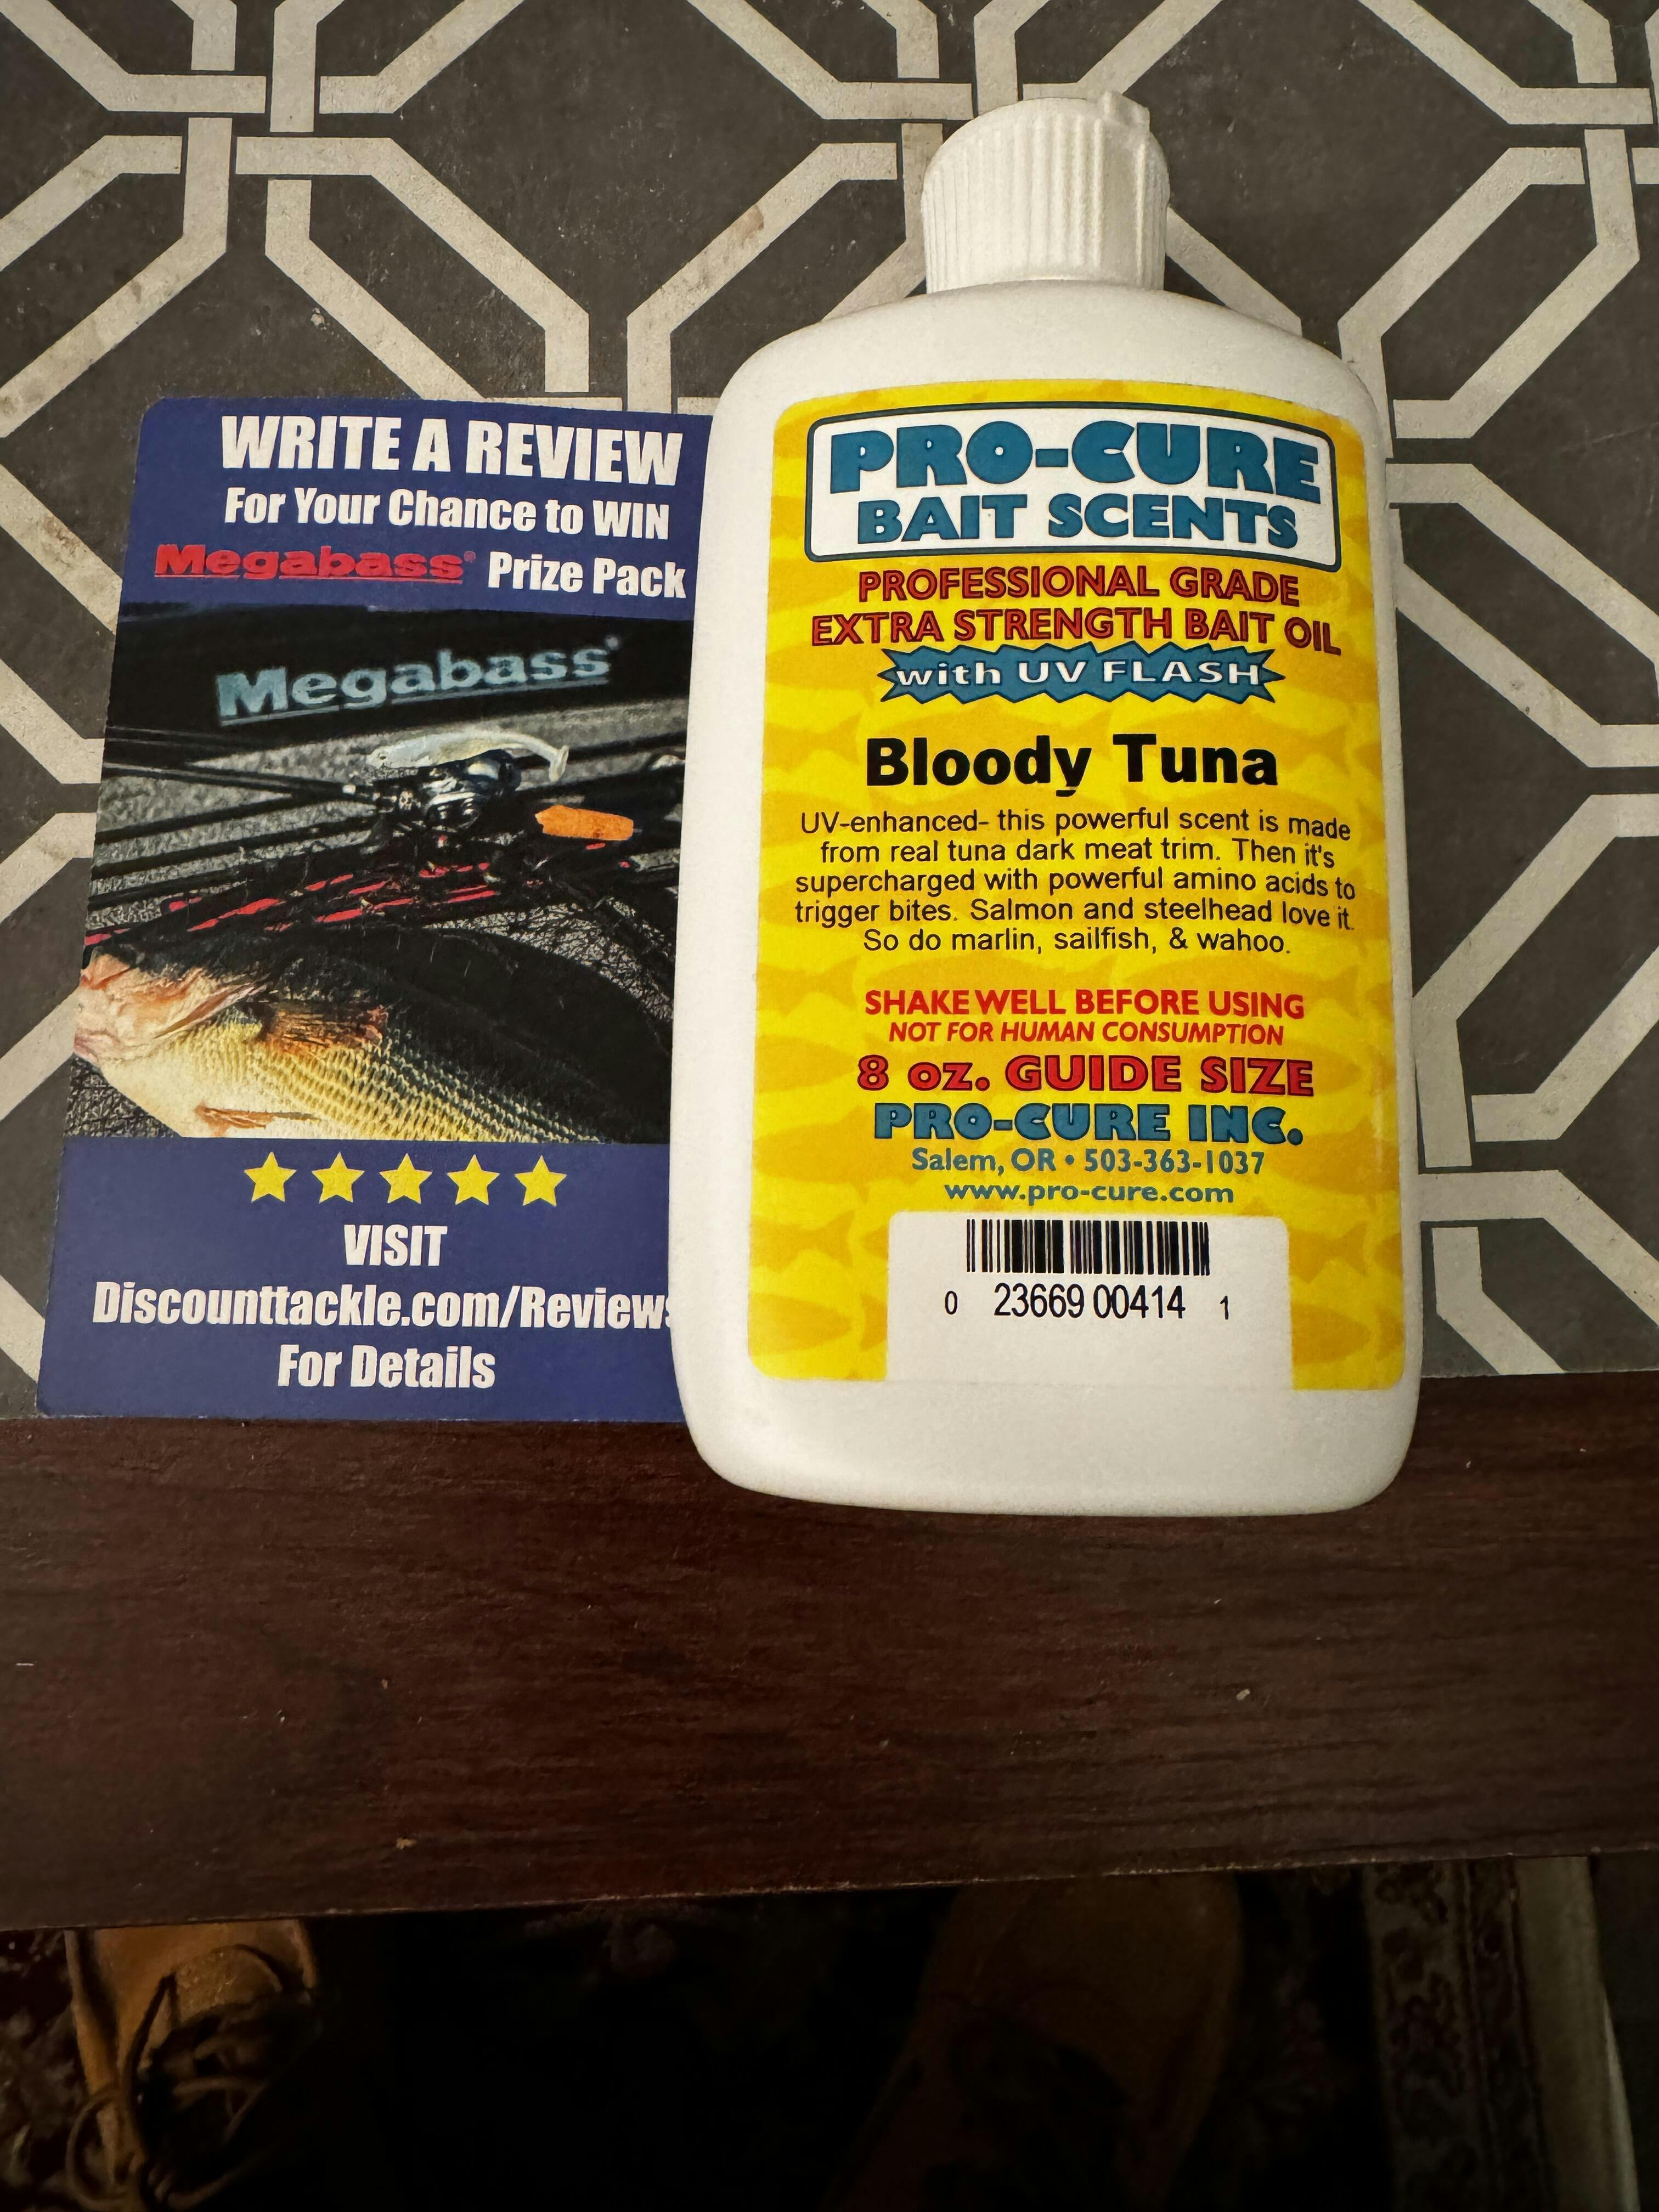 WRITE A REVIEW
For Your Chance to WIN
Megabass® Prize Pack
Megabass®
VISIT
Discounttackle.com/Reviews
For Details
PRO-CURE
BAIT SCENTS
PROFESSIONAL GRADE
EXTRA STRENGTH BAIT OIL
with UV FLASH
Bloody Tuna
UV-enhanced- this powerful scent is made
from real tuna dark meat trim. Then it's
supercharged with powerful amino acids to
trigger bites. Salmon and steelhead love it.
So do marlin, sailfish, & wahoo.
SHAKE WELL BEFORE USING
NOT FOR HUMAN CONSUMPTION
8 oz. GUIDE SIZE
PRO-CURE INC.
Salem, OR • 503-363-1037
www.pro-cure.com
0 23669 00414 1